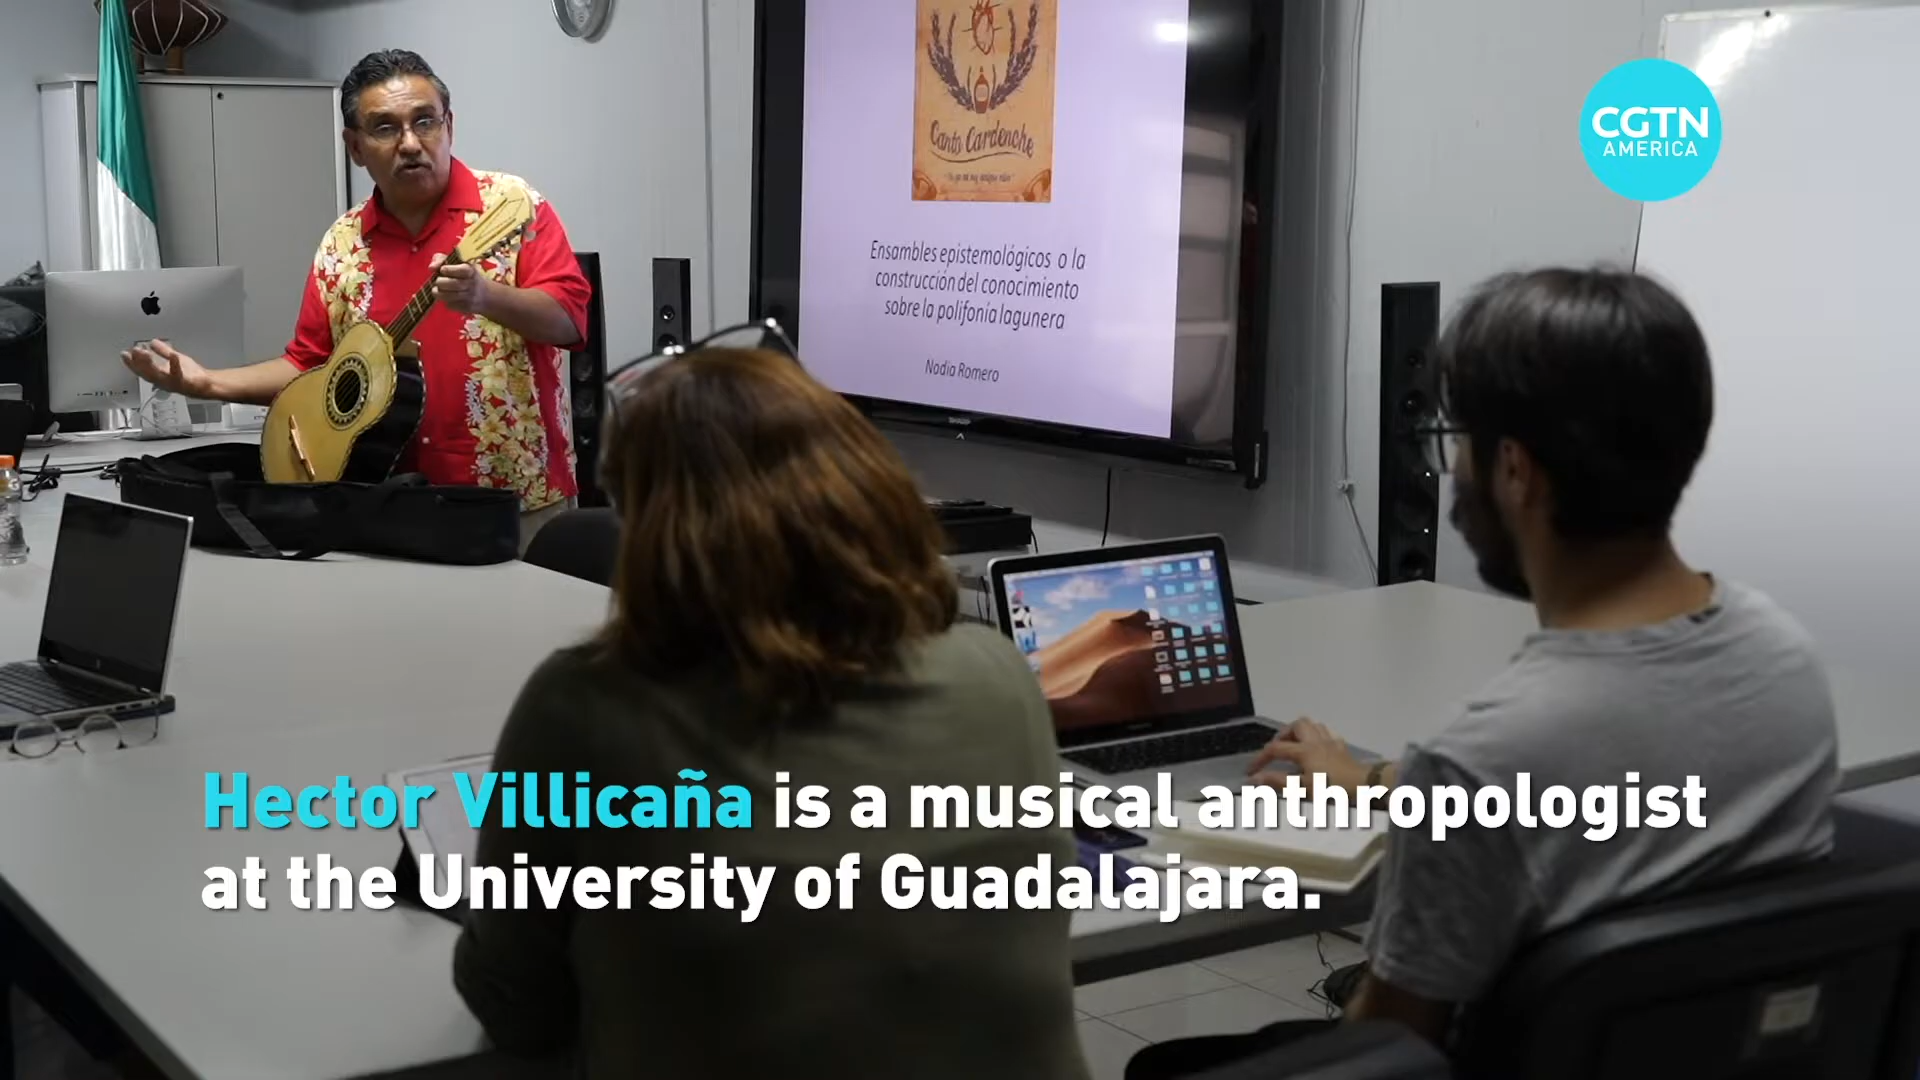 CGTN
AMERICA
Canto Cardenche
Ensambles epistemológicos o la
construcción del conocimiento
sobre la polifonía lagunera
Nadia Romero
SHARP
Hector Villicaña is a musical anthropologist
at the University of Guadalajara.